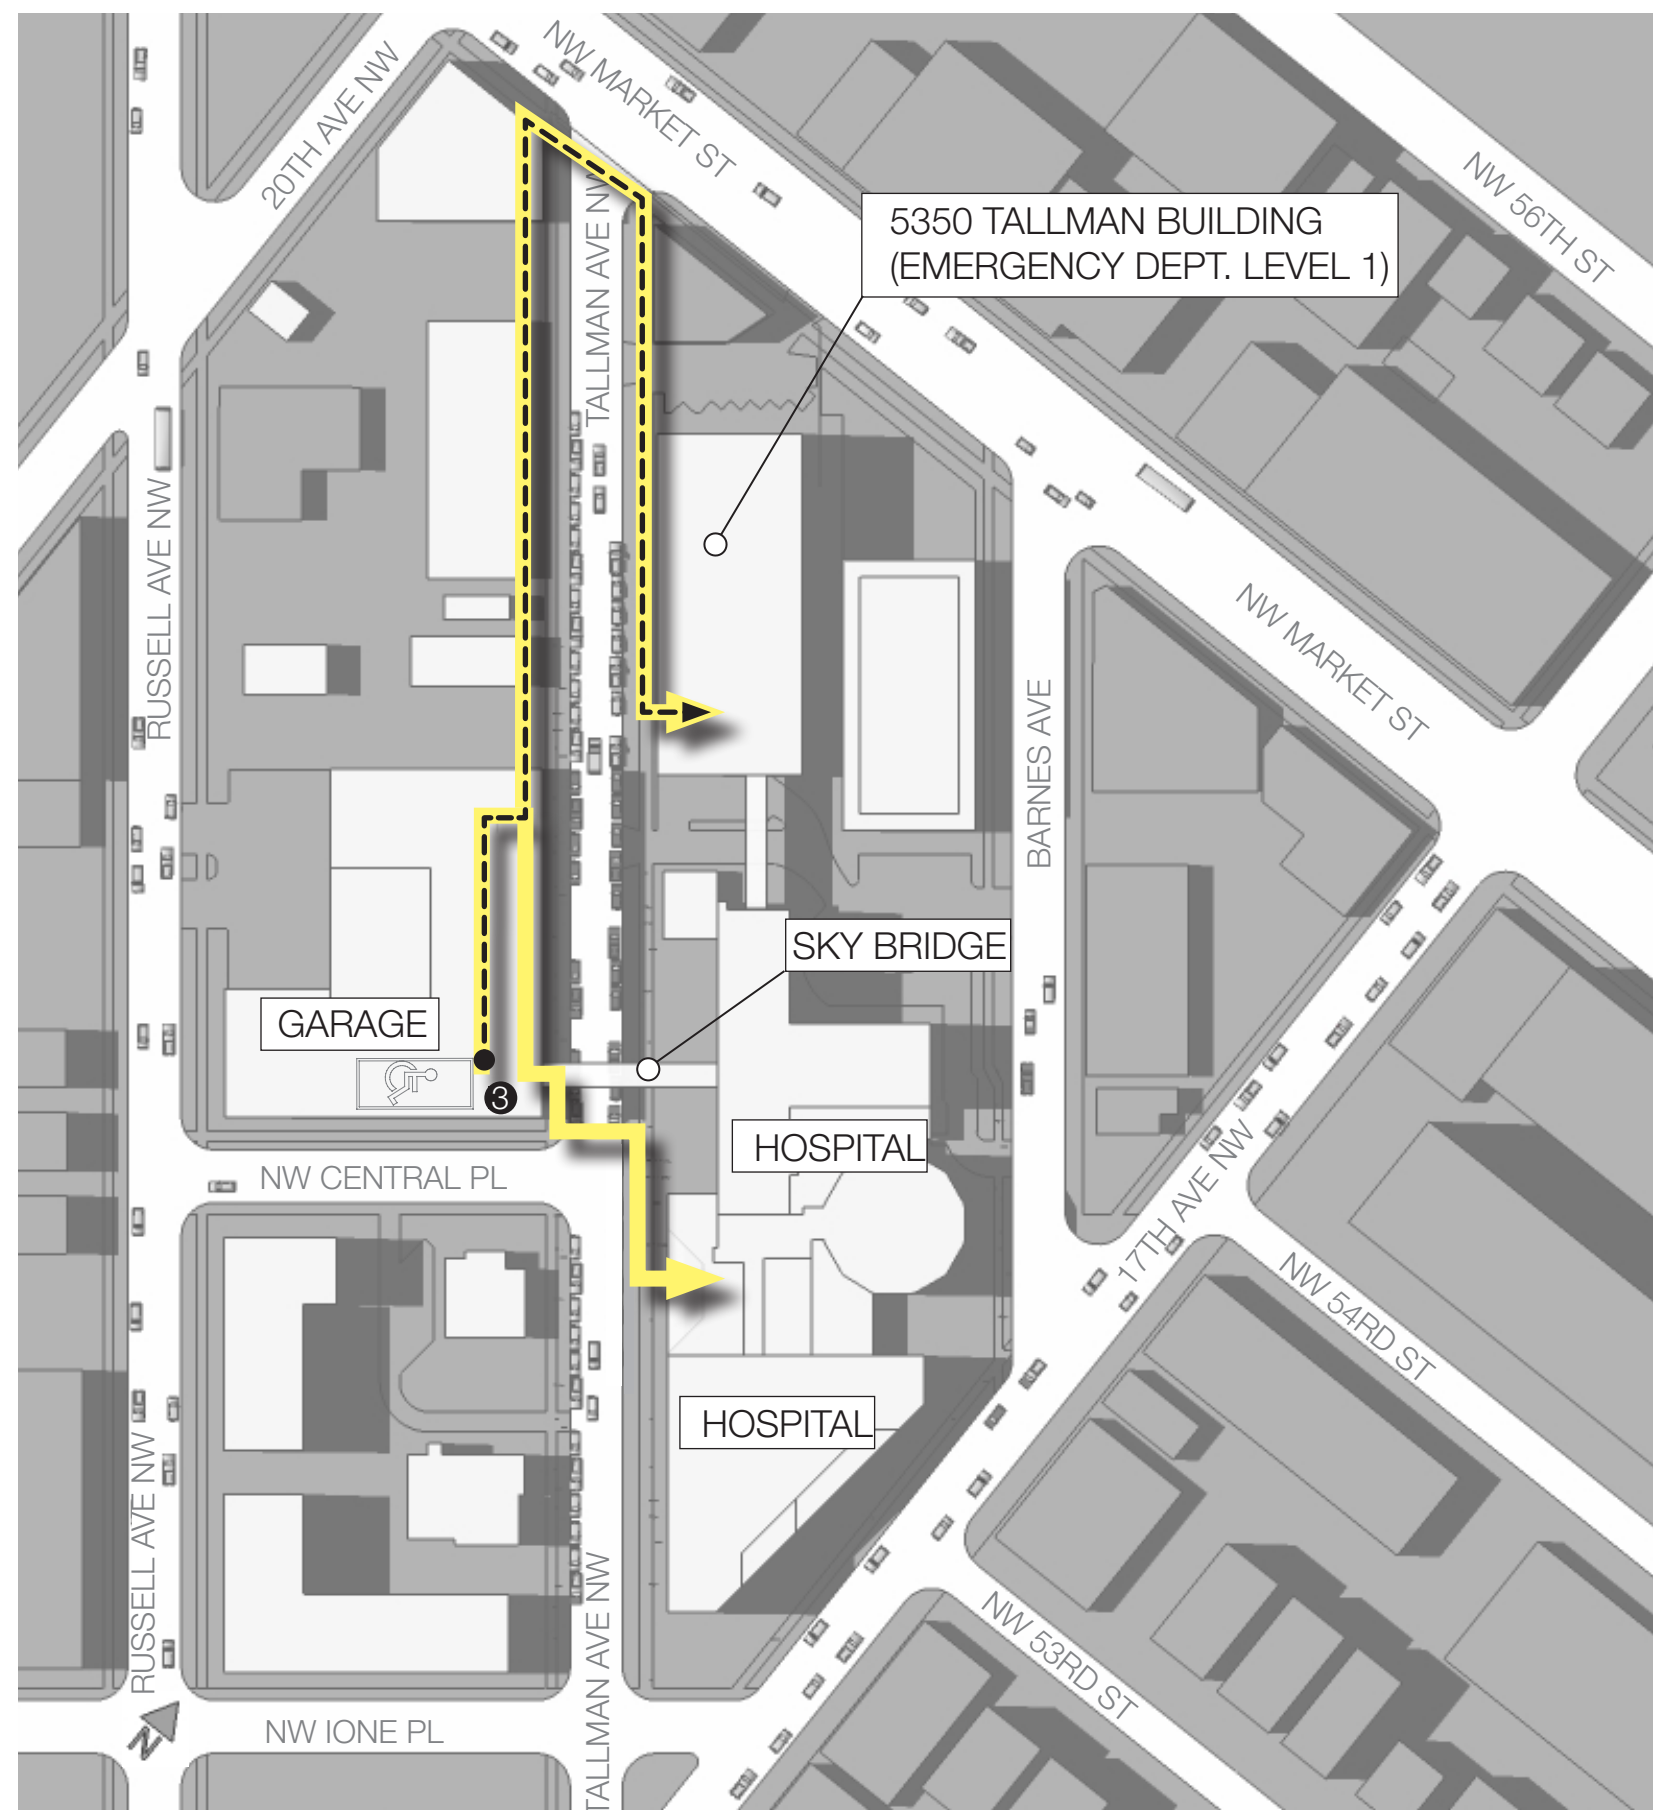 NW MARKET ST
20TH AVE NW
NW 56TH ST
TALLMAN AVE NW
5350 TALLMAN BUILDING
(EMERGENCY DEPT. LEVEL 1)
RUSSELL AVE NW
NW MARKET ST
BARNES AVE
SKY BRIDGE
GARAGE
3
HOSPITAL
NW CENTRAL PL
17TH AVE NW
NW 54RD ST
HOSPITAL
RUSSELL AVE NW
TALLMAN AVE NW
NW 53RD ST
N
NW IONE PL